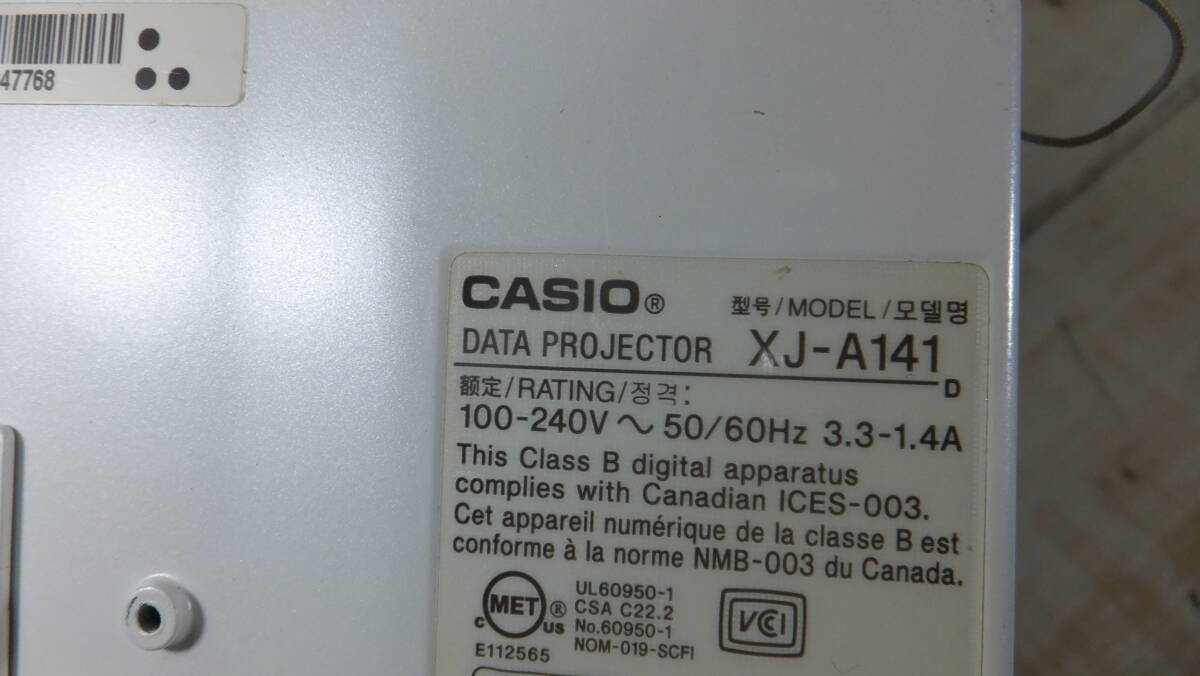 47768
CASIO® 型号/MODEL/모델명
DATA PROJECTOR XJ-A141
D
额定/RATING/정격:
100-240V ～ 50/60Hz 3.3-1.4A
This Class B digital apparatus
complies with Canadian ICES-003.
Cet appareil numérique de la classe B est
conforme à la norme NMB-003 du Canada.
c MET ® US
E112565
UL60950-1
CSA C22.2
No.60950-1
NOM-019-SCFI
VCCI